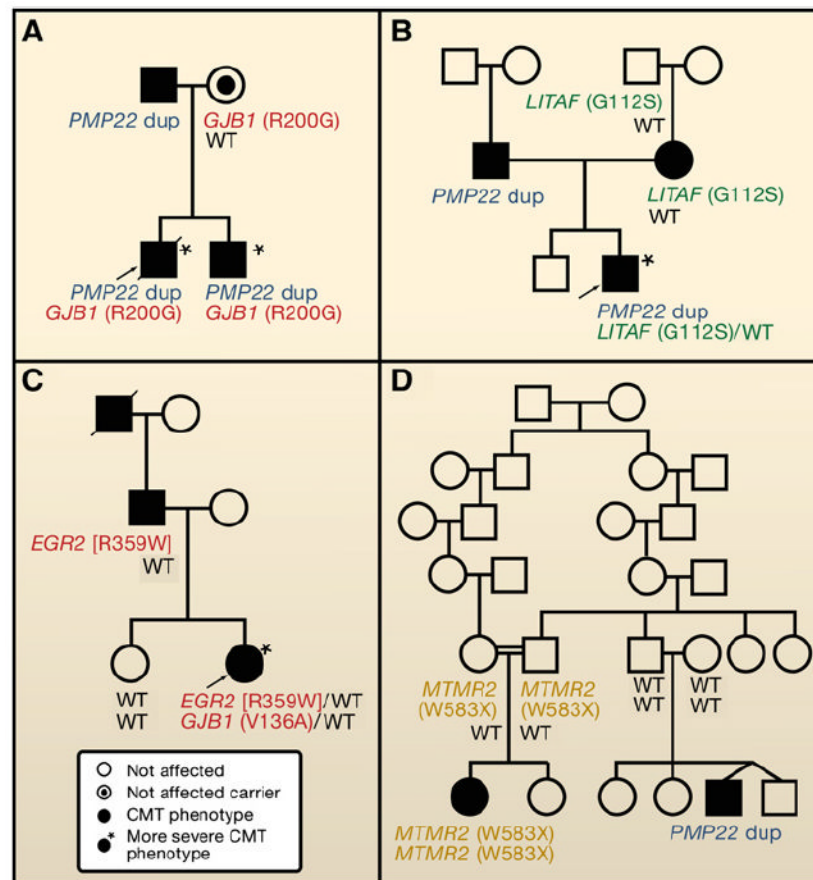 A
PMP22 dup
GJB1 (R200G)
WT
*
*
PMP22 dup
PMP22 dup
GJB1 (R200G)
GJB1 (R200G)
B
LITAF (G112S)
WT
PMP22 dup
LITAF (G112S)
WT
*
PMP22 dup
LITAF (G112S)/WT
C
EGR2 [R359W]
WT
*
WT
WT
EGR2 [R359W]/WT
GJB1 (V136A)/WT
Not affected
Not affected carrier
CMT phenotype
* More severe CMT
phenotype
D
MTMR2
(W583X)
WT
MTMR2
(W583X)
WT
WT
WT
WT
WT
MTMR2 (W583X)
MTMR2 (W583X)
PMP22 dup